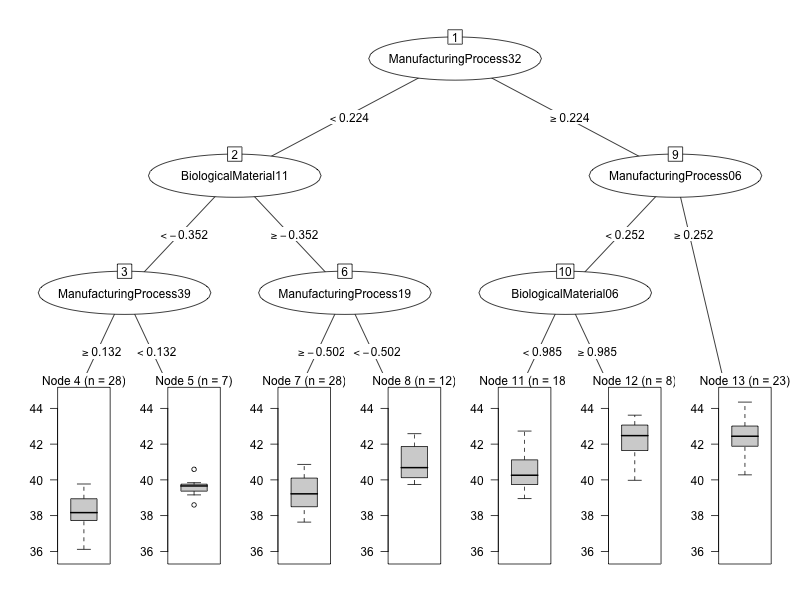 1
ManufacturingProcess32
< 0.224
≥ 0.224
2
BiologicalMaterial11
9
ManufacturingProcess06
< −0.352
≥ −0.352
< 0.252
≥ 0.252
3
ManufacturingProcess39
6
ManufacturingProcess19
10
BiologicalMaterial06
≥ 0.132
< 0.132
≥ −0.502
< −0.502
< 0.985
≥ 0.985
Node 4 (n = 28)
Node 5 (n = 7)
Node 7 (n = 28)
Node 8 (n = 12)
Node 11 (n = 18
Node 12 (n = 8)
Node 13 (n = 23)
44 44 44 44 44 44 44
42 42 42 42 42 42 42
40 40 40 40 40 40 40
38 38 38 38 38 38 38
36 36 36 36 36 36 36